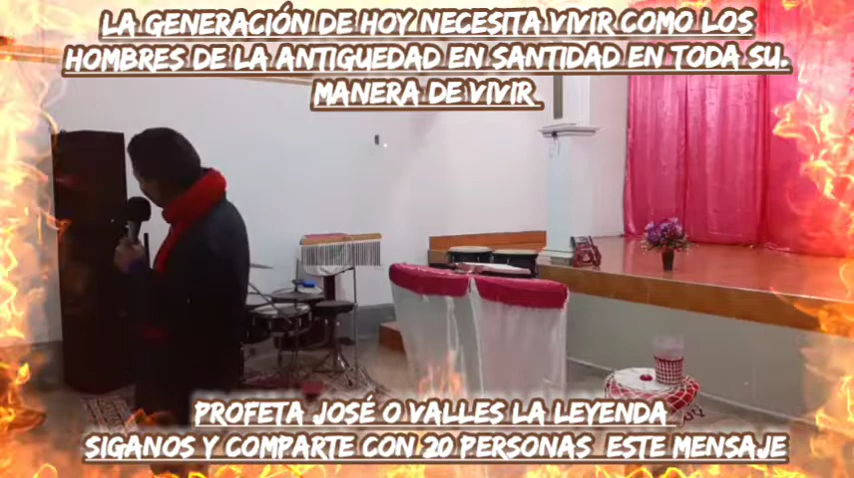 LA GENERACIÓN DE HOY NECESITA VIVIR COMO LOS
HOMBRES DE LA ANTIGUEDAD EN SANTIDAD EN TODA SU.
MANERA DE VIVIR
PROFETA JOSÉ O VALLES LA LEYENDA
SIGANOS Y COMPARTE CON 20 PERSONAS ESTE MENSAJE